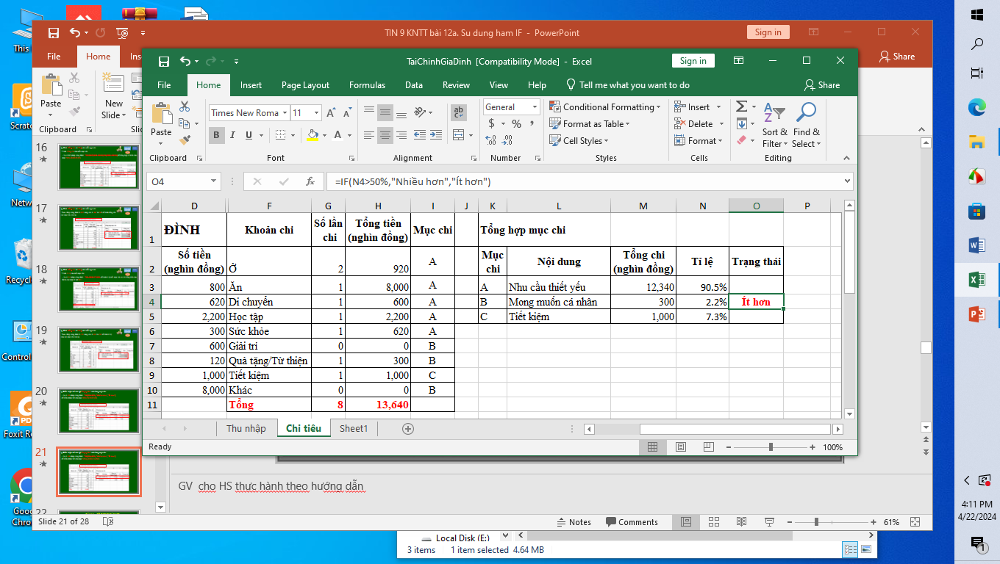 This
TIN 9 KNTT bài 12a. Su dung ham IF - PowerPoint
Sign in
File
Home
Ins
Share
Paste
New
Slide
Clipboard
Sli
TaiChinhGiaDinh [Compatibility Mode] - Excel
Sign in
File
Home
Insert
Page Layout
Formulas
Data
Review
View
Help
Tell me what you want to do
Share
Paste
Clipboard
Times New Roma
11
B I U
Font
ab
Alignment
General
$ % ,
Number
Conditional Formatting
Format as Table
Cell Styles
Styles
Insert
Delete
Format
Cells
Sort & Filter
Find & Select
Editing
O4
fx
=IF(N4>50%,"Nhiều hơn","Ít hơn")
D F G H I J K L M N O P
1 ĐÌNH Khoản chi Số lần chi Tổng tiền (nghìn đồng) Mục chi Tổng hợp mục chi
2 Số tiền (nghìn đồng) Ở 2 920 A Mục chi Nội dung Tổng chi (nghìn đồng) Tỉ lệ Trạng thái
3 800 Ăn 1 8,000 A A Nhu cầu thiết yếu 12,340 90.5%
4 620 Di chuyển 1 600 A B Mong muốn cá nhân 300 2.2% Ít hơn
5 2,200 Học tập 1 2,200 A C Tiết kiệm 1,000 7.3%
6 300 Sức khỏe 1 620 A
7 600 Giải trí 0 0 B
8 120 Quà tặng/Từ thiện 1 300 B
9 1,000 Tiết kiệm 1 1,000 C
10 8,000 Khác 0 0 B
11 Tổng 8 13,640
Thu nhập
Chi tiêu
Sheet1
Ready
100%
16
17
18
19
20
21
22
GV cho HS thực hành theo hướng dẫn
Slide 21 of 28
Notes
Comments
61%
Local Disk (E:)
3 items 1 item selected 4.64 MB
Scratc
Netw
Recyc
Control
Foxit Re
Goog
Chro
4:11 PM
4/22/2024
1